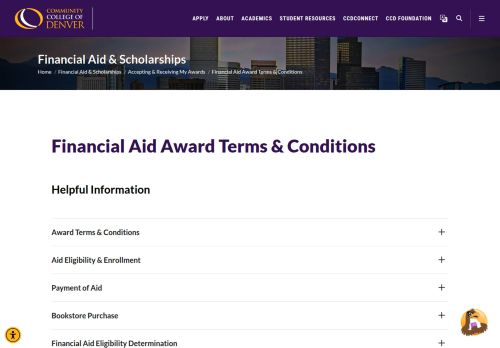 COMMUNITY
COLLEGE OF
DENVER
APPLY ABOUT ACADEMICS STUDENT RESOURCES CCDCONNECT CCD FOUNDATION
Financial Aid & Scholarships
Home / Financial Aid & Scholarships / Accepting & Receiving My Awards / Financial Aid Award Terms & Conditions
Financial Aid Award Terms & Conditions
Helpful Information
Award Terms & Conditions
Aid Eligibility & Enrollment
Payment of Aid
Bookstore Purchase
Financial Aid Eligibility Determination